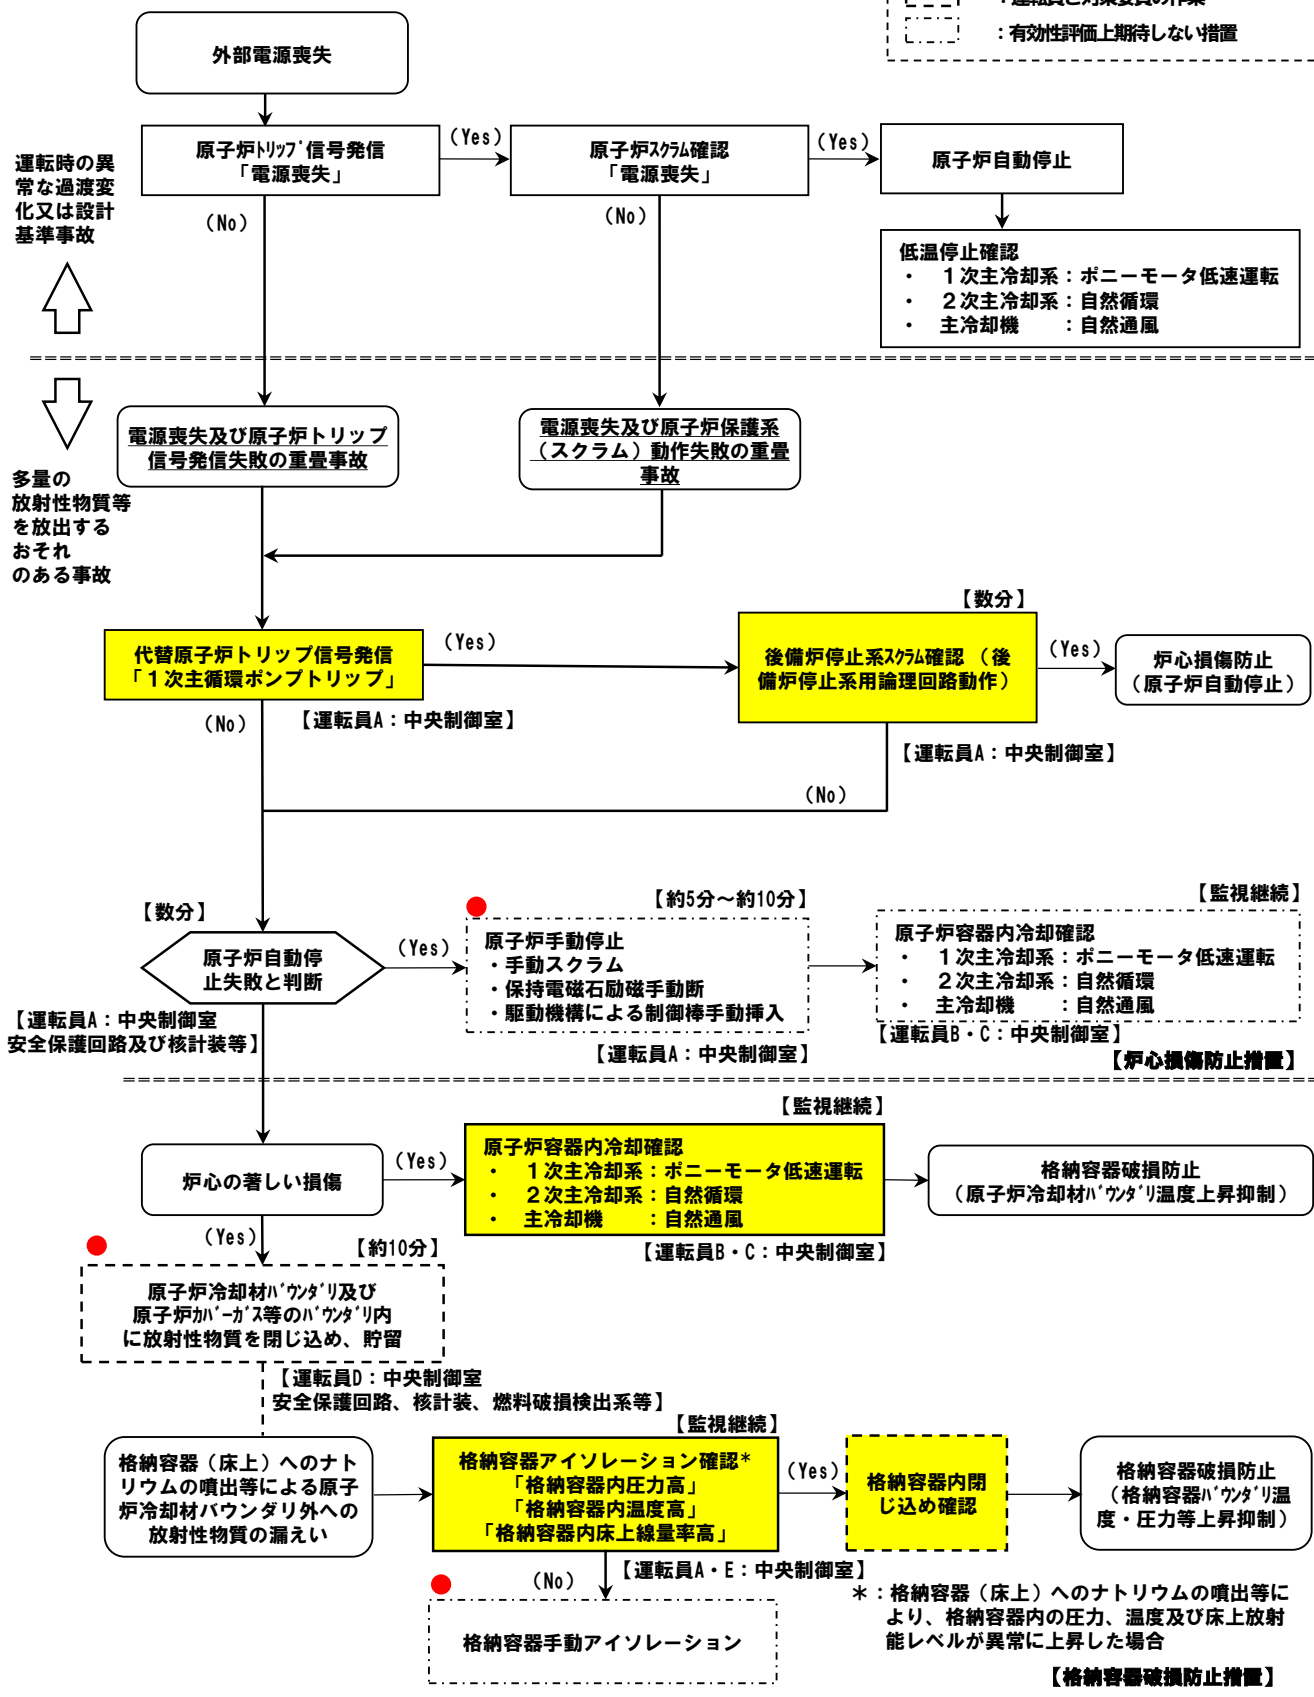 ：運転員と対策要員の作業
：有効性評価上期待しない措置
外部電源喪失
原子炉ﾄﾘｯﾌﾟ信号発信
「電源喪失」
（Yes）
原子炉ｽｸﾗﾑ確認
「電源喪失」
（Yes）
原子炉自動停止
運転時の異
常な過渡変
化又は設計
基準事故
（No）
（No）
低温停止確認
・ １次主冷却系：ポニーモータ低速運転
・ ２次主冷却系：自然循環
・ 主冷却機 ：自然通風
電源喪失及び原子炉トリップ
信号発信失敗の重畳事故
電源喪失及び原子炉保護系
（スクラム）動作失敗の重畳
事故
多量の
放射性物質等
を放出する
おそれ
のある事故
【数分】
代替原子炉トリップ信号発信
「１次主循環ポンプトリップ」
（Yes）
後備炉停止系ｽｸﾗﾑ確認（後
備炉停止系用論理回路動作）
（Yes）
炉心損傷防止
（原子炉自動停止）
（No）
【運転員A：中央制御室】
【運転員A：中央制御室】
（No）
【数分】
原子炉自動停
止失敗と判断
（Yes）
【約5分～約10分】
原子炉手動停止
・手動スクラム
・保持電磁石励磁手動断
・駆動機構による制御棒手動挿入
【運転員A：中央制御室】
【監視継続】
原子炉容器内冷却確認
・ １次主冷却系：ポニーモータ低速運転
・ ２次主冷却系：自然循環
・ 主冷却機 ：自然通風
【運転員B・C：中央制御室】
【運転員A：中央制御室
安全保護回路及び核計装等】
【炉心損傷防止措置】
【監視継続】
炉心の著しい損傷
（Yes）
原子炉容器内冷却確認
・ １次主冷却系：ポニーモータ低速運転
・ ２次主冷却系：自然循環
・ 主冷却機 ：自然通風
格納容器破損防止
（原子炉冷却材ﾊﾞｳﾝﾀﾞﾘ温度上昇抑制）
【運転員B・C：中央制御室】
（Yes）
【約10分】
原子炉冷却材ﾊﾞｳﾝﾀﾞﾘ及び
原子炉ｶﾊﾞｰｶﾞｽ等のﾊﾞｳﾝﾀﾞﾘ内
に放射性物質を閉じ込め、貯留
【運転員D：中央制御室
安全保護回路、核計装、燃料破損検出系等】
【監視継続】
格納容器（床上）へのナト
リウムの噴出等による原子
炉冷却材バウンダリ外への
放射性物質の漏えい
格納容器アイソレーション確認＊
「格納容器内圧力高」
「格納容器内温度高」
「格納容器内床上線量率高」
（Yes）
格納容器内閉
じ込め確認
格納容器破損防止
（格納容器ﾊﾞｳﾝﾀﾞﾘ温
度・圧力等上昇抑制）
（No）
【運転員A・E：中央制御室】
格納容器手動アイソレーション
＊：格納容器（床上）へのナトリウムの噴出等に
より、格納容器内の圧力、温度及び床上放射
能レベルが異常に上昇した場合
【格納容器破損防止措置】